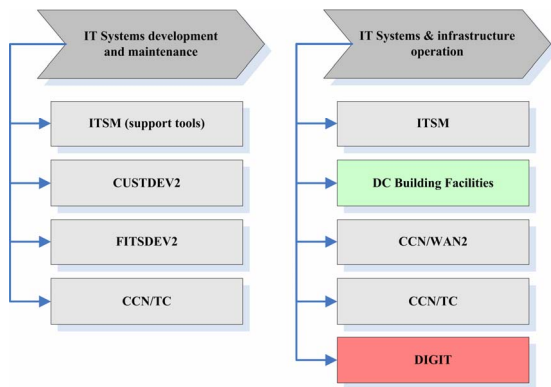 IT Systems development
and maintenance
ITSM (support tools)
CUSTDEV2
FITSDEV2
CCN/TC
IT Systems & infrastructure
operation
ITSM
DC Building Facilities
CCN/WAN2
CCN/TC
DIGIT